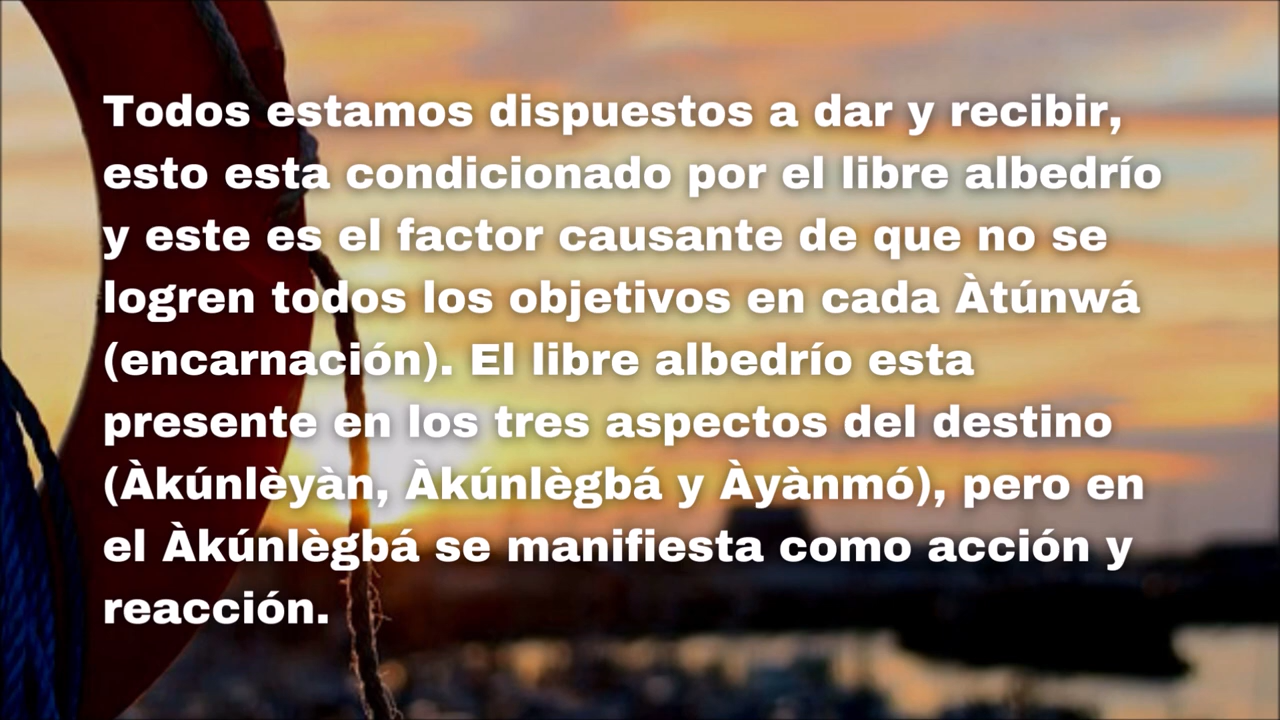 Todos estamos dispuestos a dar y recibir,
esto esta condicionado por el libre albedrío
y este es el factor causante de que no se
logren todos los objetivos en cada Àtúnwá
(encarnación). El libre albedrío esta
presente en los tres aspectos del destino
(Àkúnlèyàn, Àkúnlègbá y Àyànmó), pero en
el Àkúnlègbá se manifiesta como acción y
reacción.